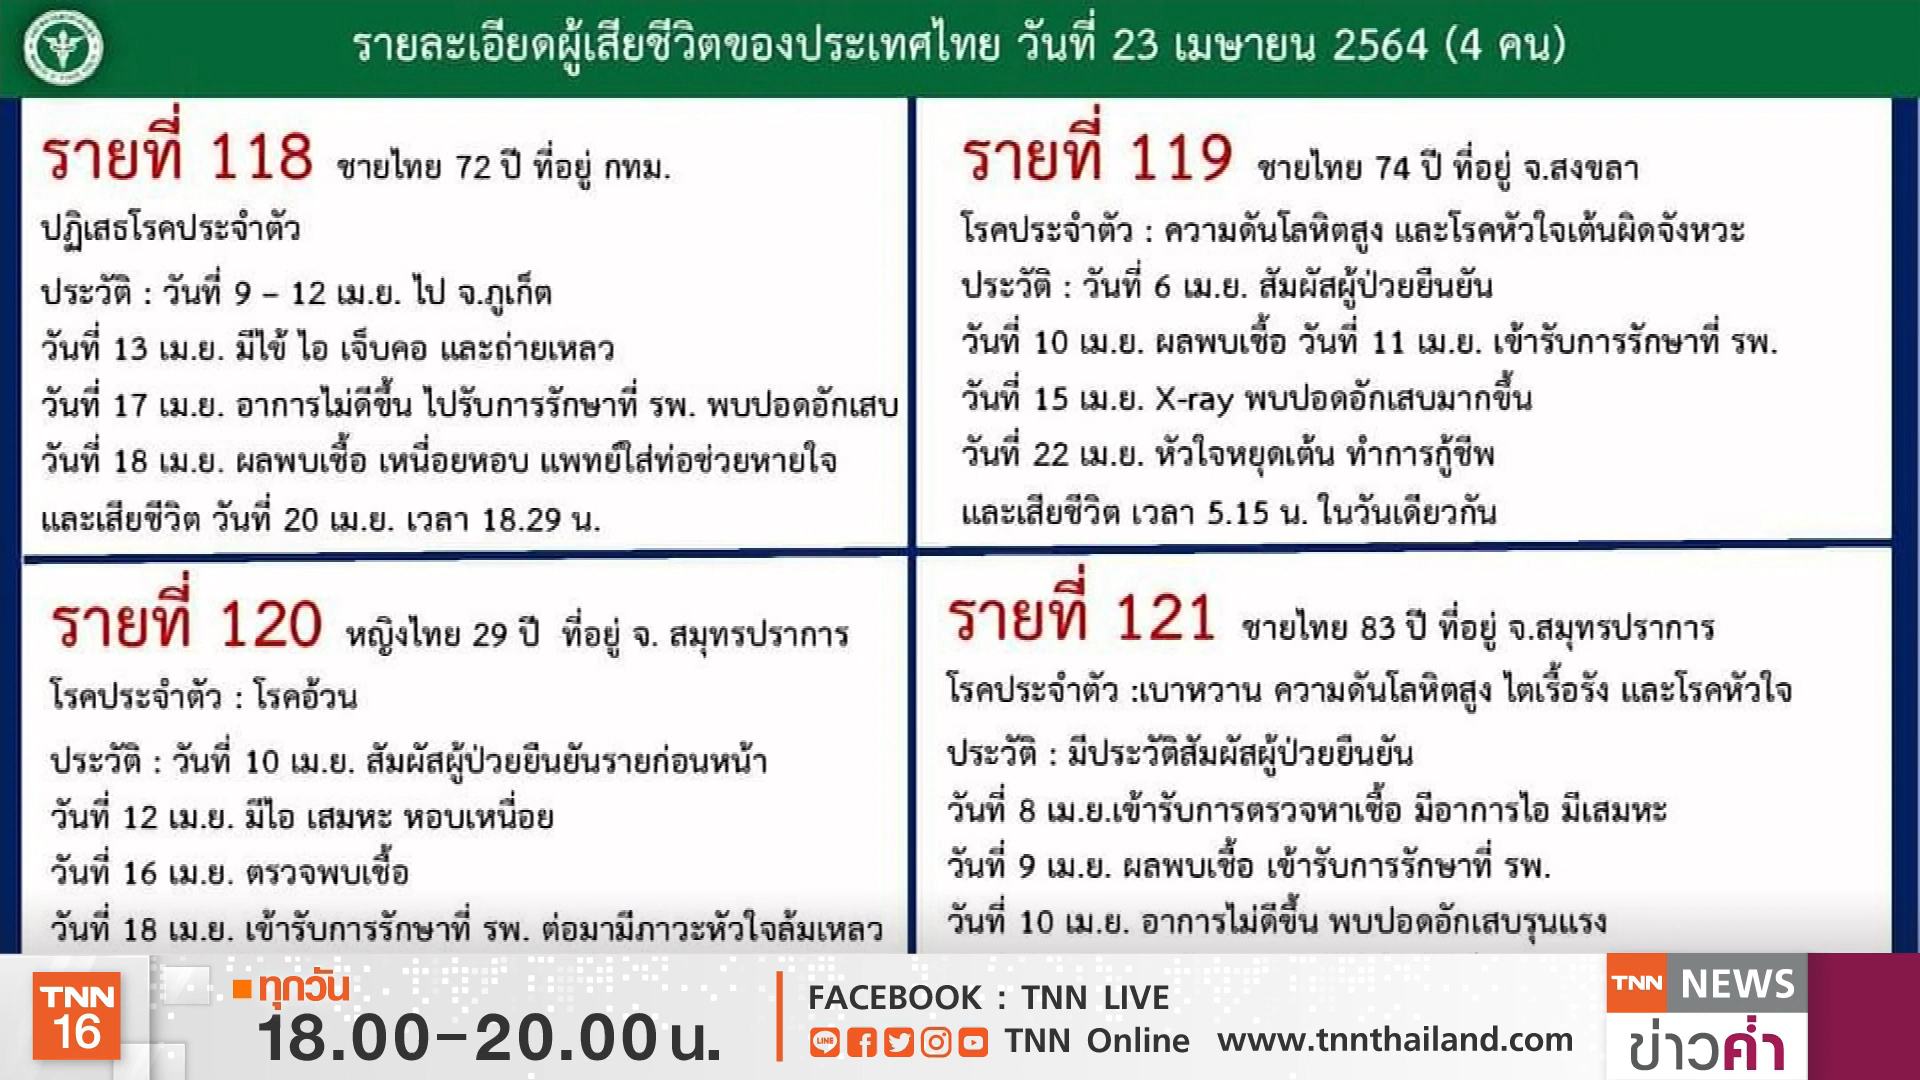 รายละเอียดผู้เสียชีวิตของประเทศไทย วันที่ 23 เมษายน 2564 (4 คน)
รายที่ 118 ชายไทย 72 ปี ที่อยู่ กทม.
ปฏิเสธโรคประจำตัว
ประวัติ : วันที่ 9 – 12 เม.ย. ไป จ.ภูเก็ต
วันที่ 13 เม.ย. มีไข้ ไอ เจ็บคอ และถ่ายเหลว
วันที่ 17 เม.ย. อาการไม่ดีขึ้น ไปรับการรักษาที่ รพ. พบปอดอักเสบ
วันที่ 18 เม.ย. ผลพบเชื้อ เหนื่อยหอบ แพทย์ใส่ท่อช่วยหายใจ
และเสียชีวิต วันที่ 20 เม.ย. เวลา 18.29 น.
รายที่ 119 ชายไทย 74 ปี ที่อยู่ จ.สงขลา
โรคประจำตัว : ความดันโลหิตสูง และโรคหัวใจเต้นผิดจังหวะ
ประวัติ : วันที่ 6 เม.ย. สัมผัสผู้ป่วยยืนยัน
วันที่ 10 เม.ย. ผลพบเชื้อ วันที่ 11 เม.ย. เข้ารับการรักษาที่ รพ.
วันที่ 15 เม.ย. X-ray พบปอดอักเสบมากขึ้น
วันที่ 22 เม.ย. หัวใจหยุดเต้น ทำการกู้ชีพ
และเสียชีวิต เวลา 5.15 น. ในวันเดียวกัน
รายที่ 120 หญิงไทย 29 ปี ที่อยู่ จ. สมุทรปราการ
โรคประจำตัว : โรคอ้วน
ประวัติ : วันที่ 10 เม.ย. สัมผัสผู้ป่วยยืนยันรายก่อนหน้า
วันที่ 12 เม.ย. มีไอ เสมหะ หอบเหนื่อย
วันที่ 16 เม.ย. ตรวจพบเชื้อ
วันที่ 18 เม.ย. เข้ารับการรักษาที่ รพ. ต่อมามีภาวะหัวใจล้มเหลว
รายที่ 121 ชายไทย 83 ปี ที่อยู่ จ.สมุทรปราการ
โรคประจำตัว :เบาหวาน ความดันโลหิตสูง ไตเรื้อรัง และโรคหัวใจ
ประวัติ : มีประวัติสัมผัสผู้ป่วยยืนยัน
วันที่ 8 เม.ย.เข้ารับการตรวจหาเชื้อ มีอาการไอ มีเสมหะ
วันที่ 9 เม.ย. ผลพบเชื้อ เข้ารับการรักษาที่ รพ.
วันที่ 10 เม.ย. อาการไม่ดีขึ้น พบปอดอักเสบรุนแรง
TNN
16
ทุกวัน
18.00–20.00 น.
FACEBOOK : TNN LIVE
LINE TNN Online www.tnnthailand.com
TNN NEWS
ข่าวค่ำ